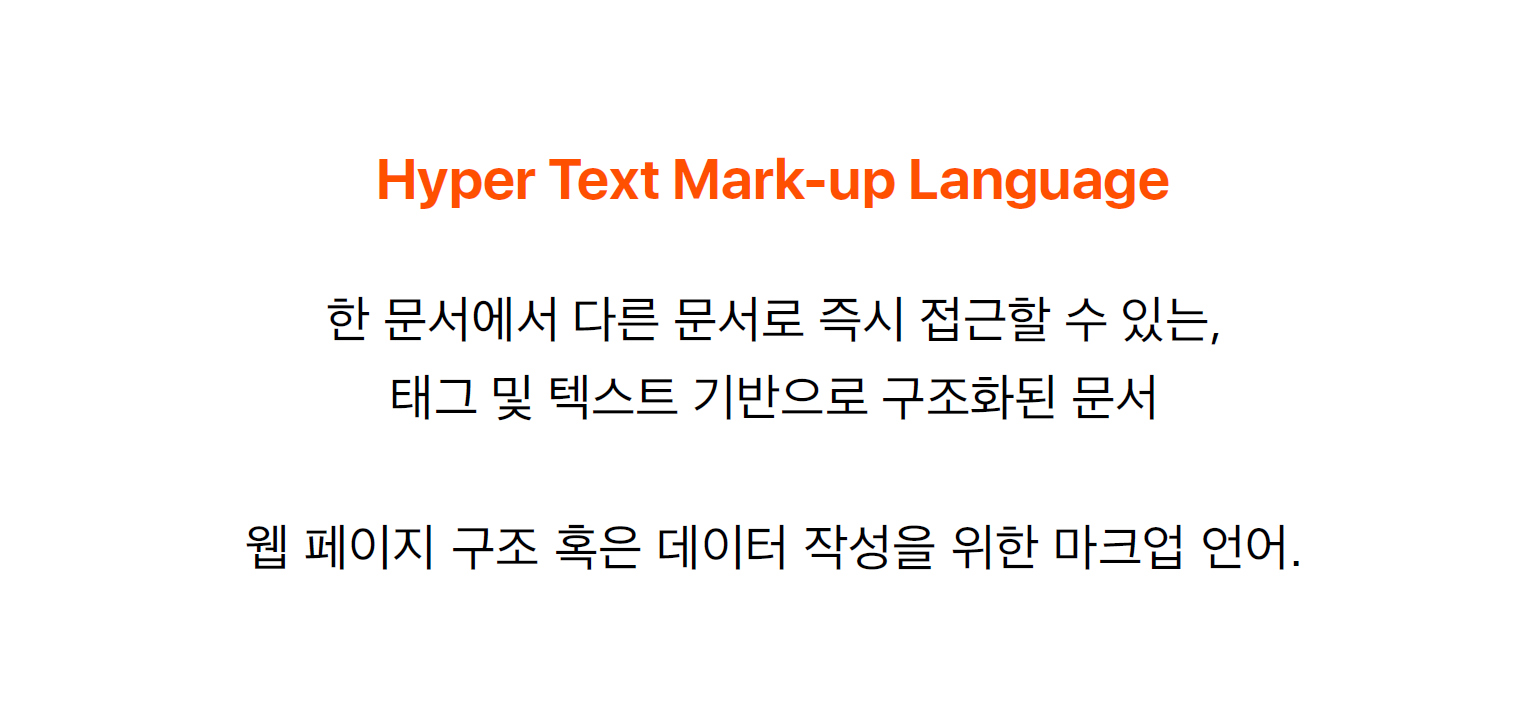 Hyper Text Mark-up Language
한 문서에서 다른 문서로 즉시 접근할 수 있는,
태그 및 텍스트 기반으로 구조화된 문서
웹 페이지 구조 혹은 데이터 작성을 위한 마크업 언어.